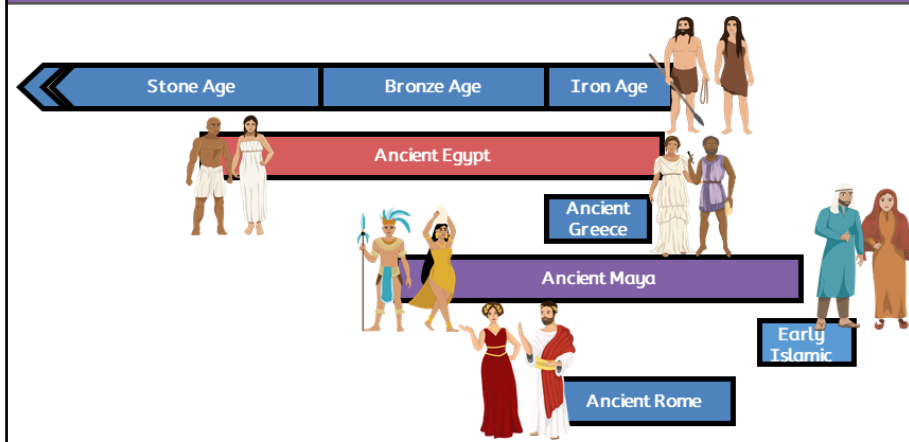 Stone Age
Bronze Age
Iron Age
Ancient Egypt
Ancient
Greece
Ancient Maya
Early
Islamic
Ancient Rome